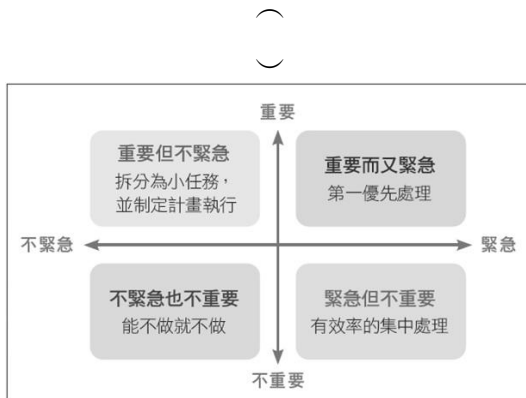 ︵
︶
重要
重要但不緊急
拆分為小任務，
並制定計畫執行
重要而又緊急
第一優先處理
不緊急
緊急
不緊急也不重要
能不做就不做
緊急但不重要
有效率的集中處理
不重要